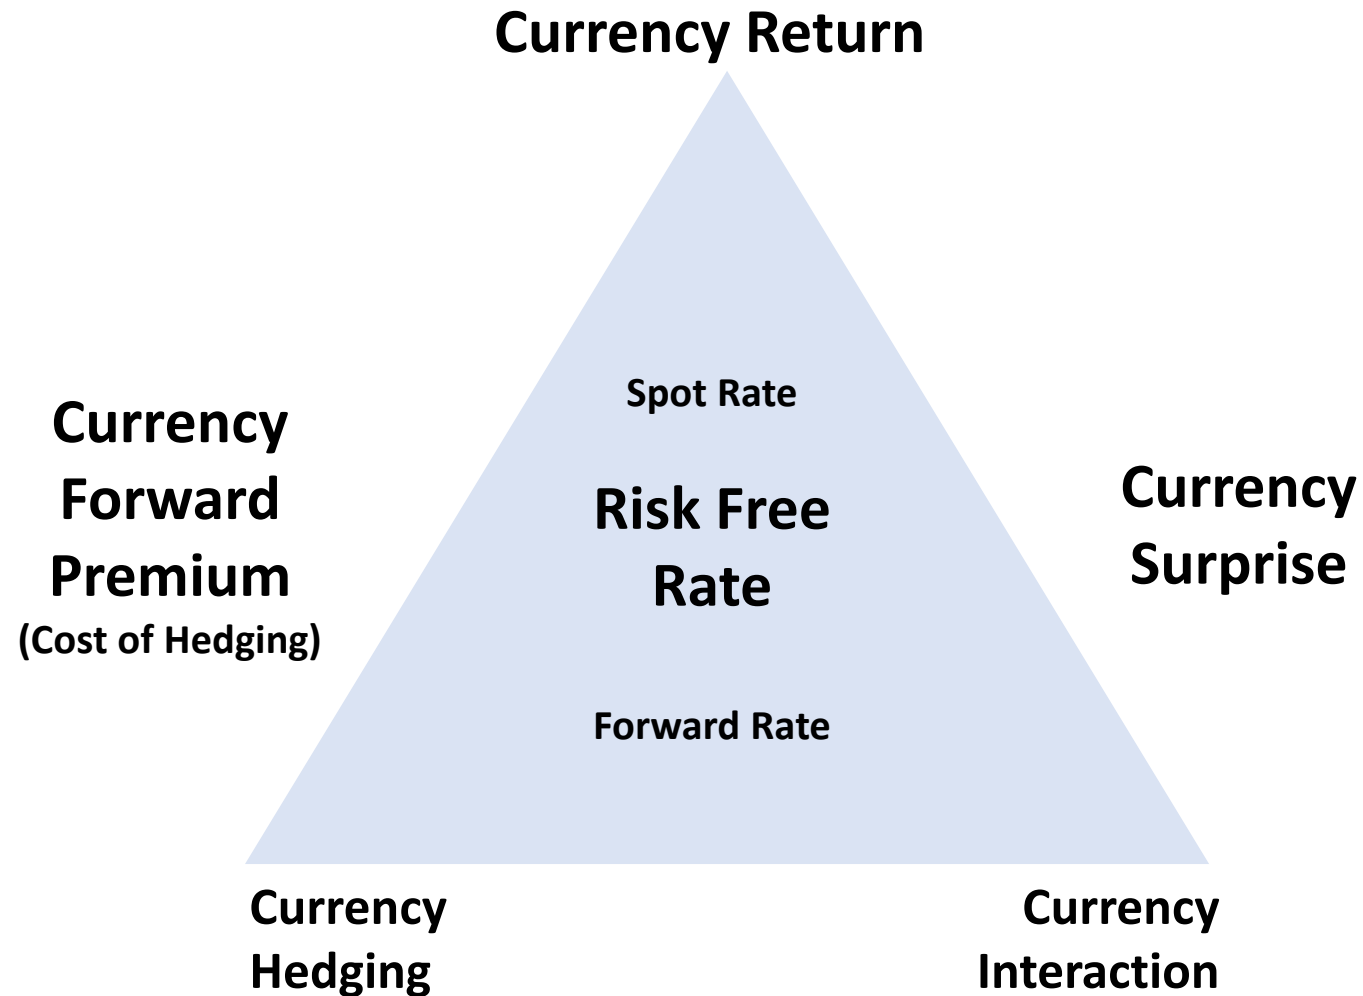 Currency Return
Spot Rate
Currency
Forward
Premium
(Cost of Hedging)
Risk Free
Rate
Currency
Surprise
Forward Rate
Currency
Hedging
Currency
Interaction